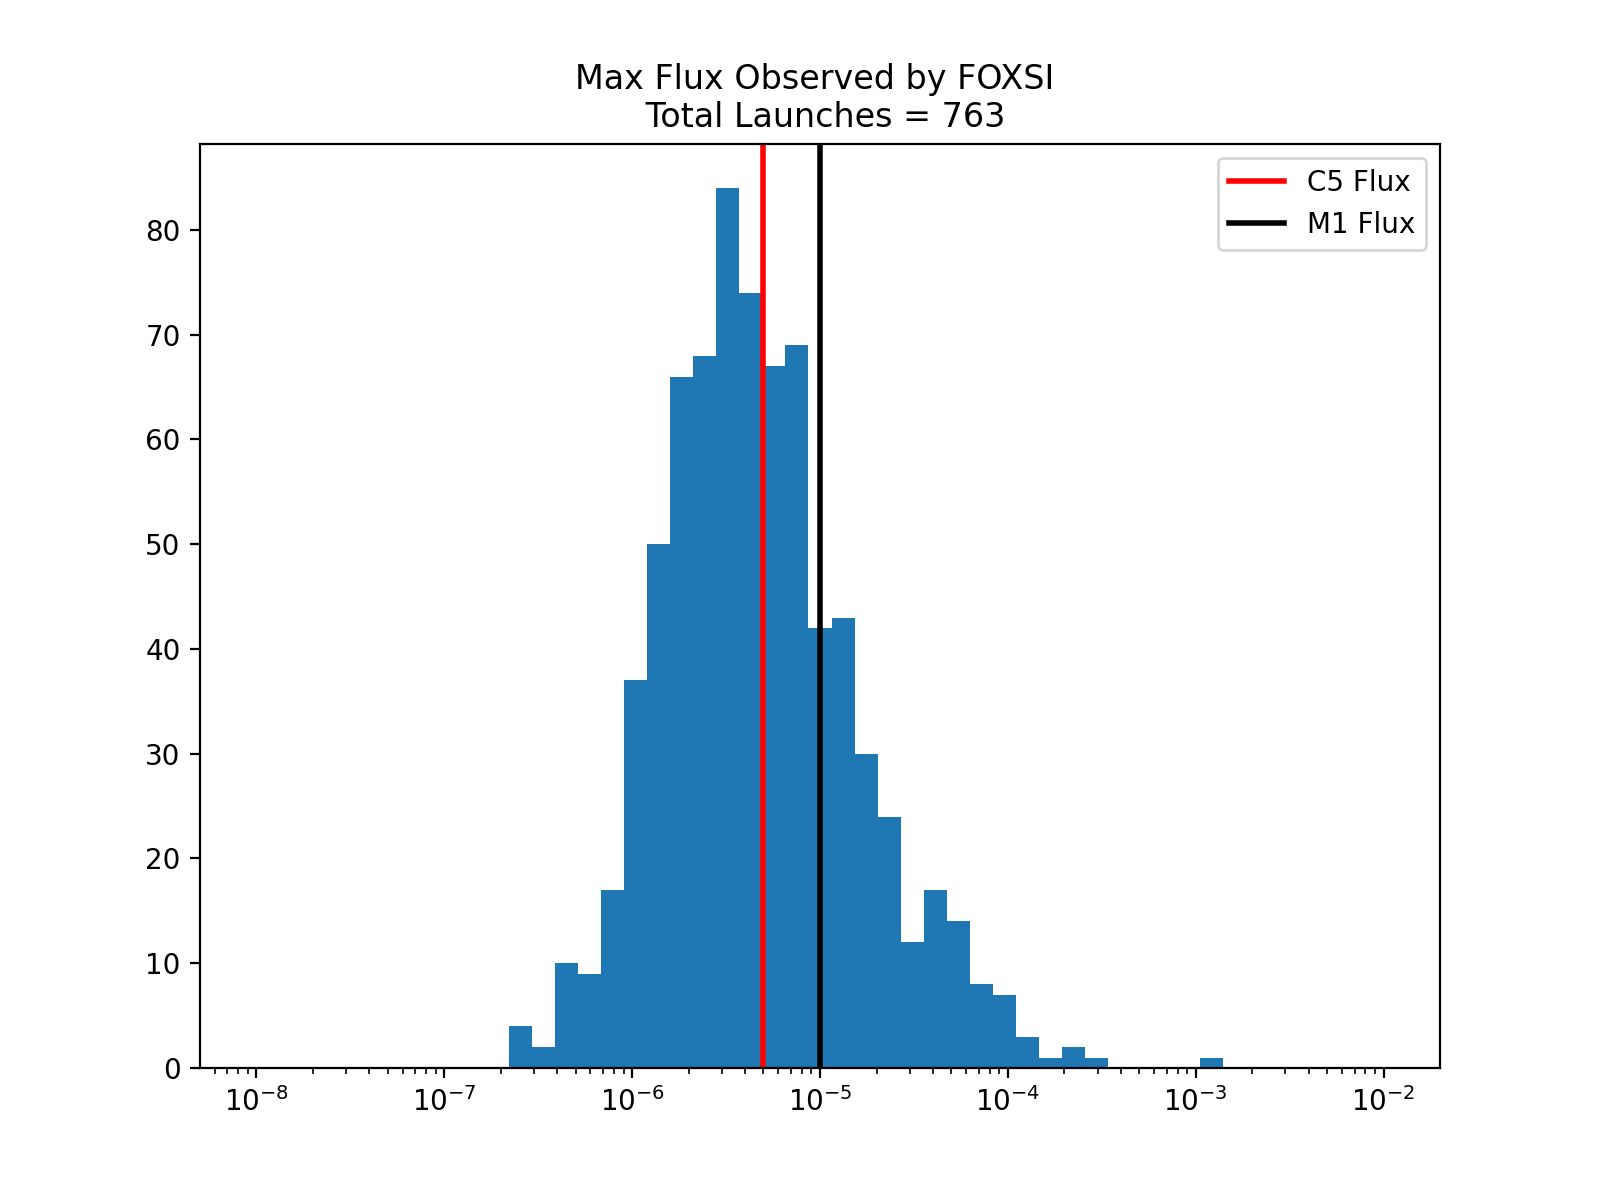 Max Flux Observed by FOXSI
Total Launches = 763
C5 Flux
M1 Flux
80
70
60
50
40
30
20
10
0
10⁻⁸ 10⁻⁷ 10⁻⁶ 10⁻⁵ 10⁻⁴ 10⁻³ 10⁻²